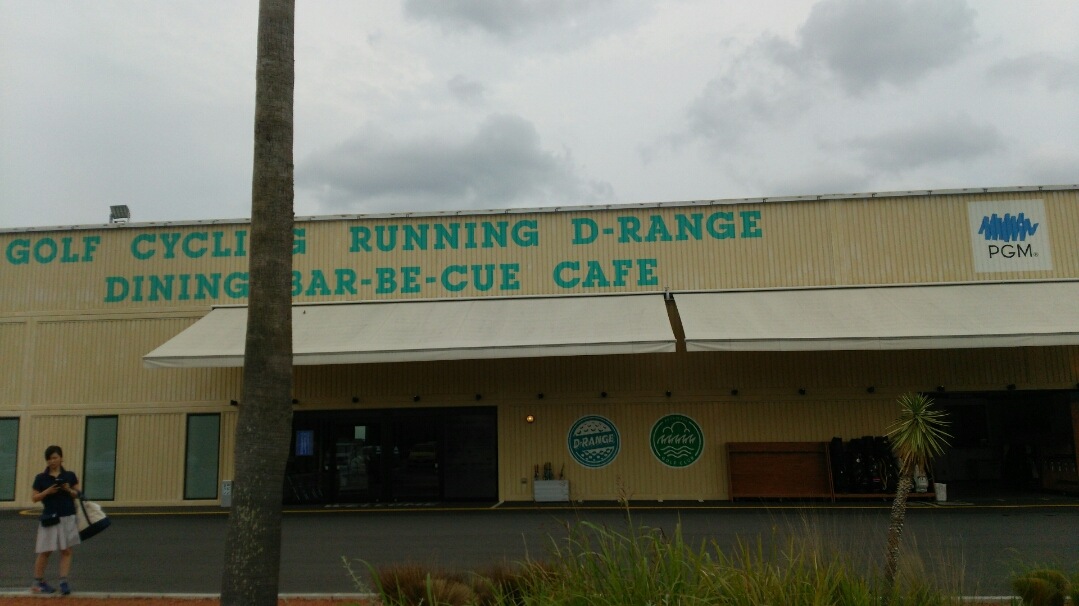 GOLF CYCLING RUNNING D-RANGE
DINING BAR-BE-CUE CAFE
PGM®
D-RANGE